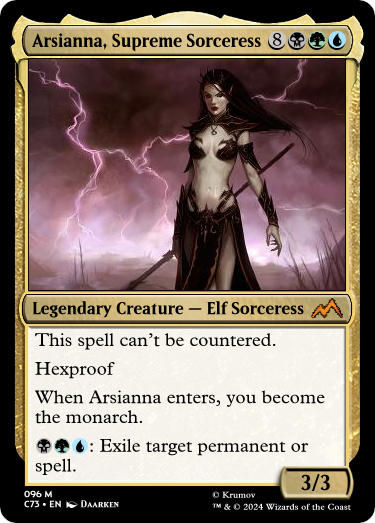 Arsianna, Supreme Sorceress 8
Legendary Creature — Elf Sorceress
This spell can't be countered.
Hexproof
When Arsianna enters, you become
the monarch.
: Exile target permanent or
spell.
3/3
096 M
C73 • EN Daarken
© Krumov
™ & © 2024 Wizards of the Coast